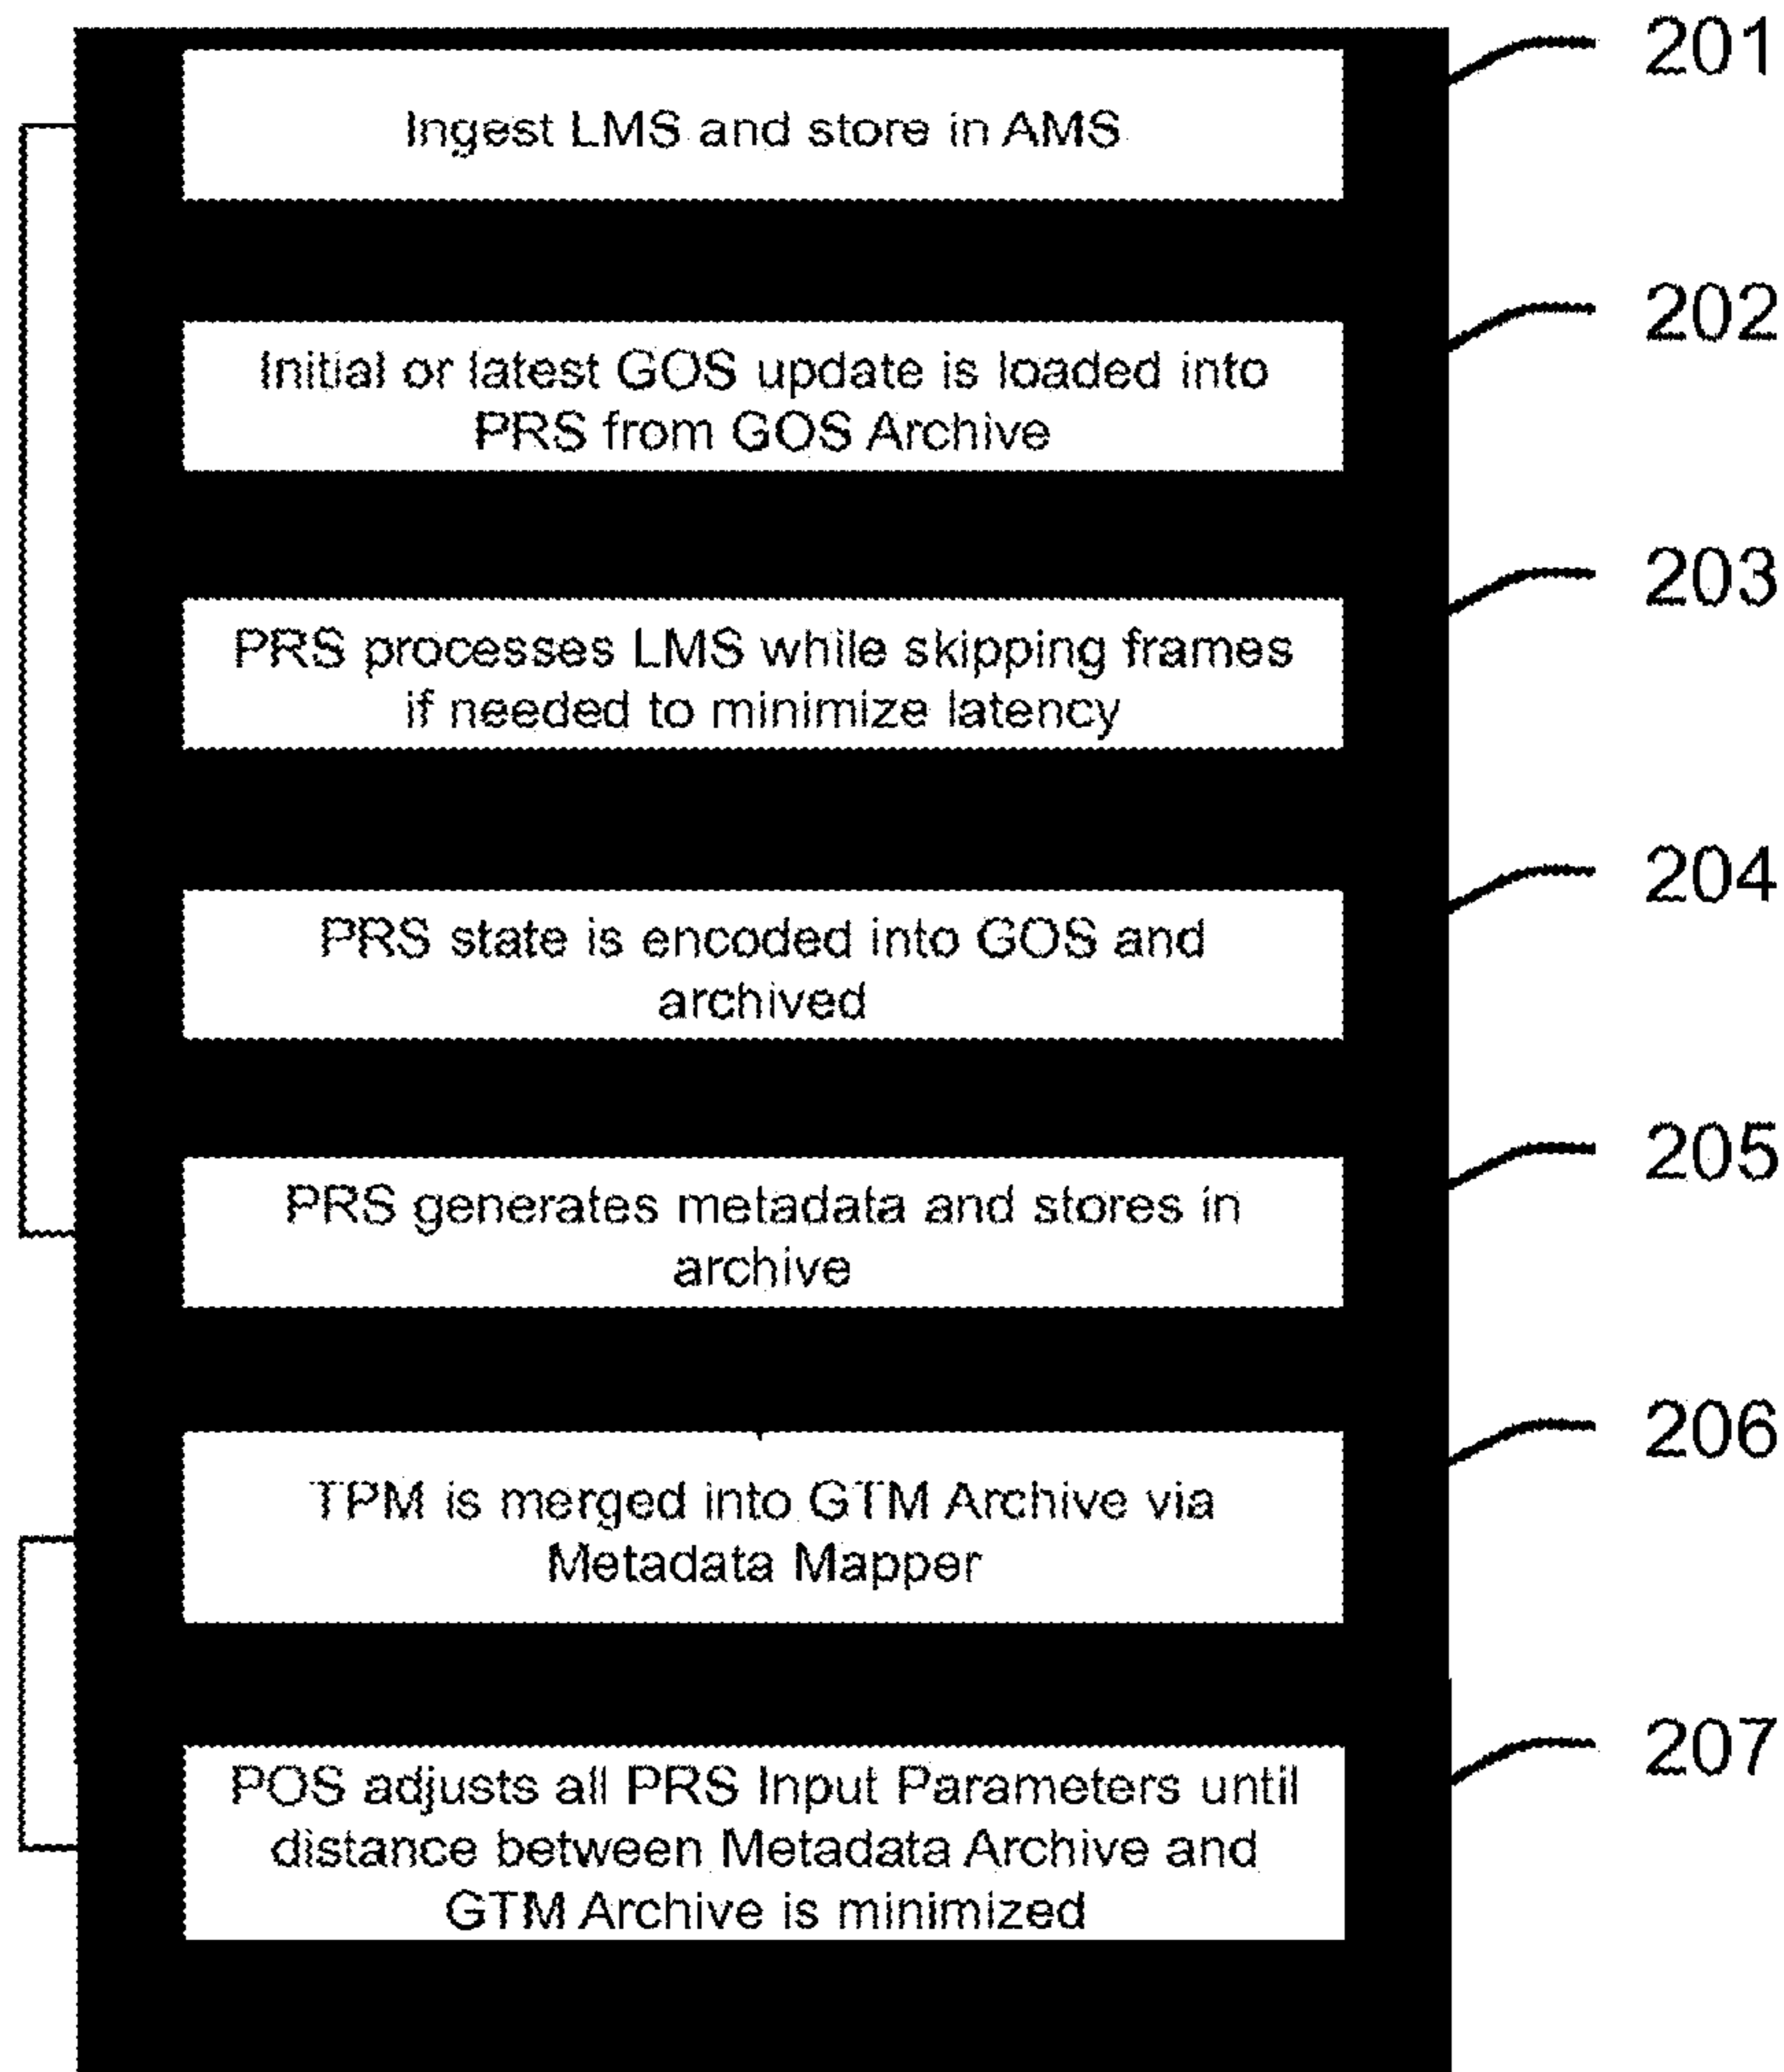 201
Ingest LMS and store in AMS
202
Initial or latest GOS update is loaded into
PRS from GOS Archive
203
PRS processes LMS while skipping frames
if needed to minimize latency
204
PRS state is encoded into GOS and
archived
205
PRS generates metadata and stores in
archive
206
TPM is merged into GTM Archive via
Metadata Mapper
207
POS adjusts all PRS Input Parameters until
distance between Metadata Archive and
GTM Archive is minimized